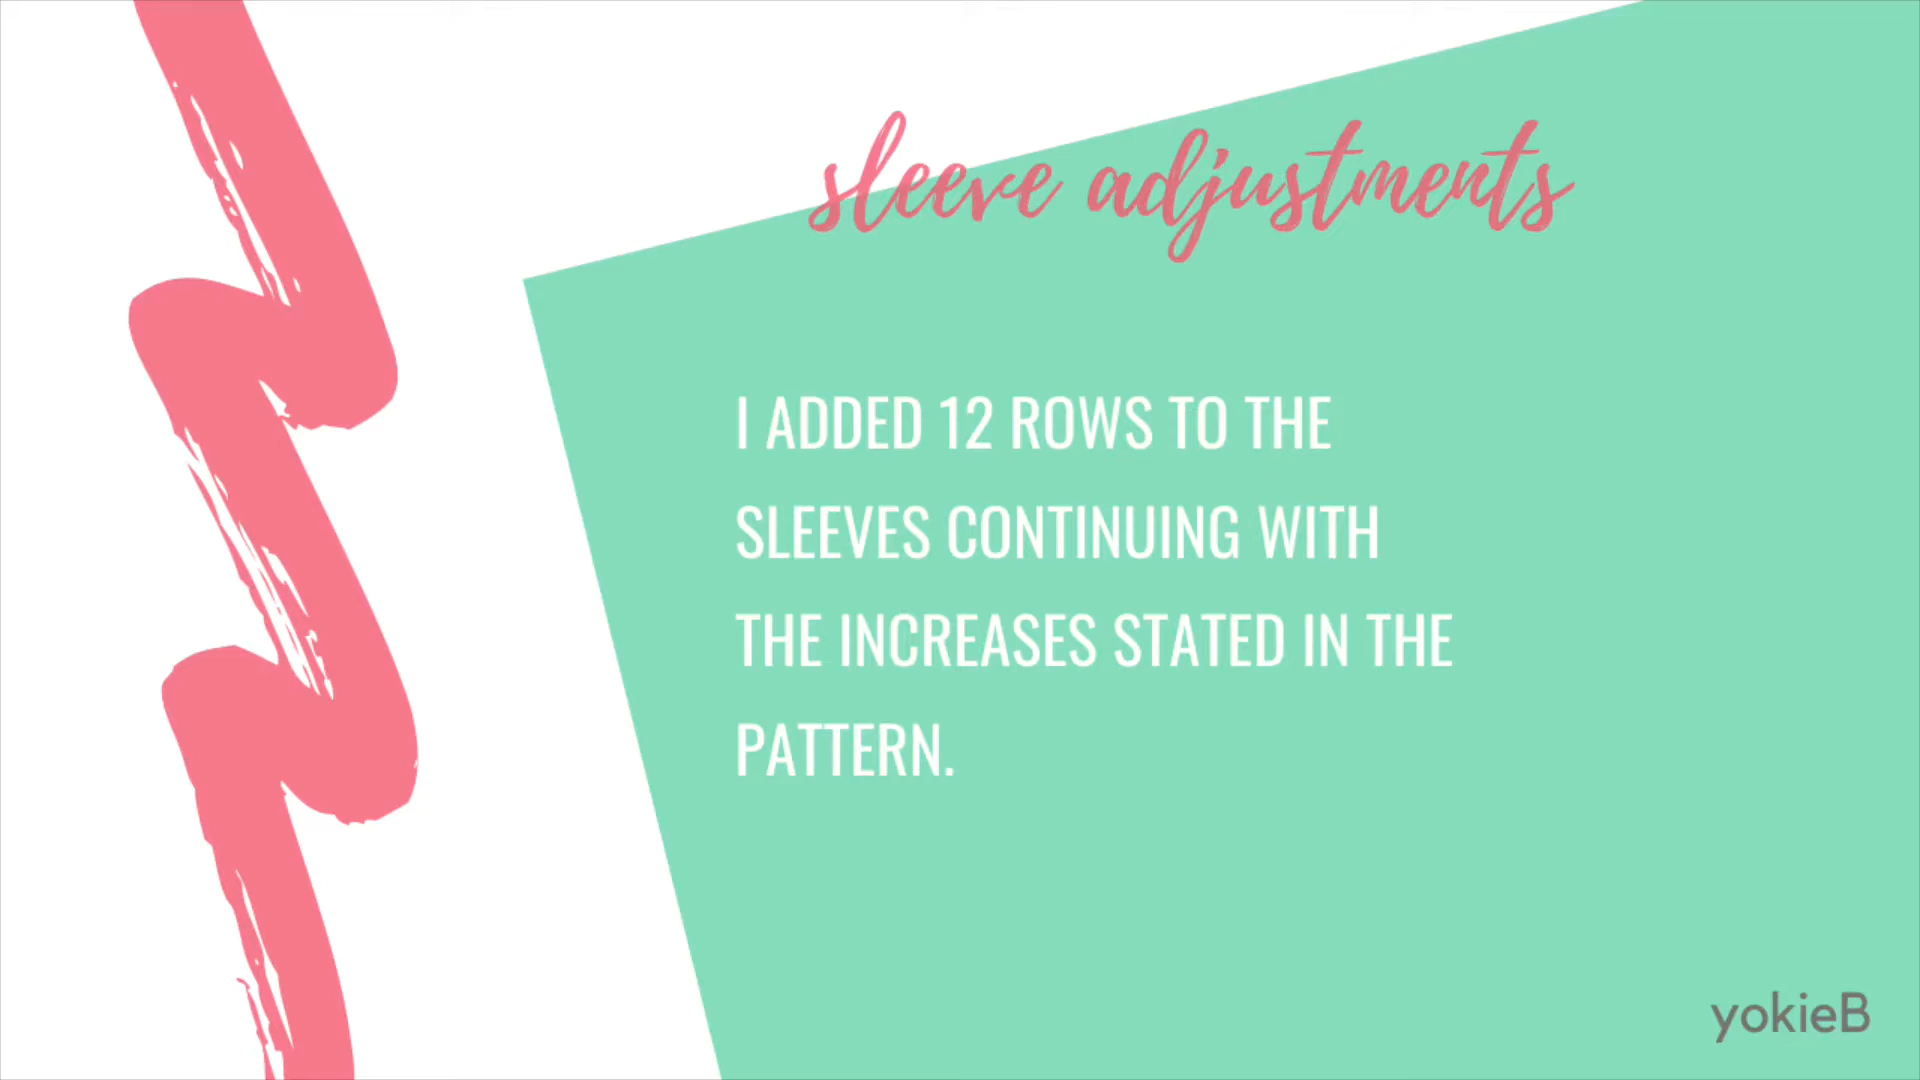 sleeve adjustments
I ADDED 12 ROWS TO THE
SLEEVES CONTINUING WITH
THE INCREASES STATED IN THE
PATTERN.
yokieB